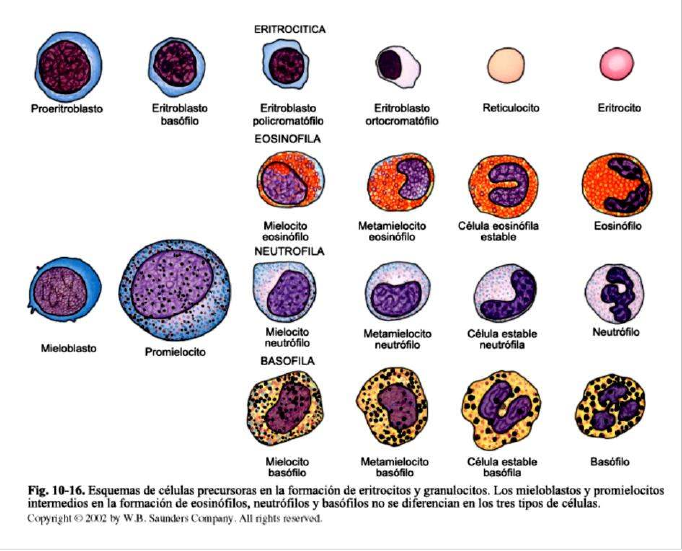 ERITROCITICA
Proeritroblasto
Eritroblasto
basófilo
Eritroblasto
policromatófilo
Eritroblasto
ortocromatófilo
Reticulocito
Eritrocito
EOSINOFILA
Mielocito
eosinófilo
Metamielocito
eosinófilo
Célula eosinófila
estable
Eosinófilo
NEUTROFILA
Mieloblasto
Promielocito
Mielocito
neutrófilo
Metamielocito
neutrófilo
Célula estable
neutrófila
Neutrófilo
BASOFILA
Mielocito
basófilo
Metamielocito
basófilo
Célula estable
basófila
Basófilo
Fig. 10-16. Esquemas de células precursoras en la formación de eritrocitos y granulocitos. Los mieloblastos y promielocitos
intermedios en la formación de eosinófilos, neutrófilos y basófilos no se diferencian en los tres tipos de células.
Copyright © 2002 by W.B. Saunders Company. All rights reserved.